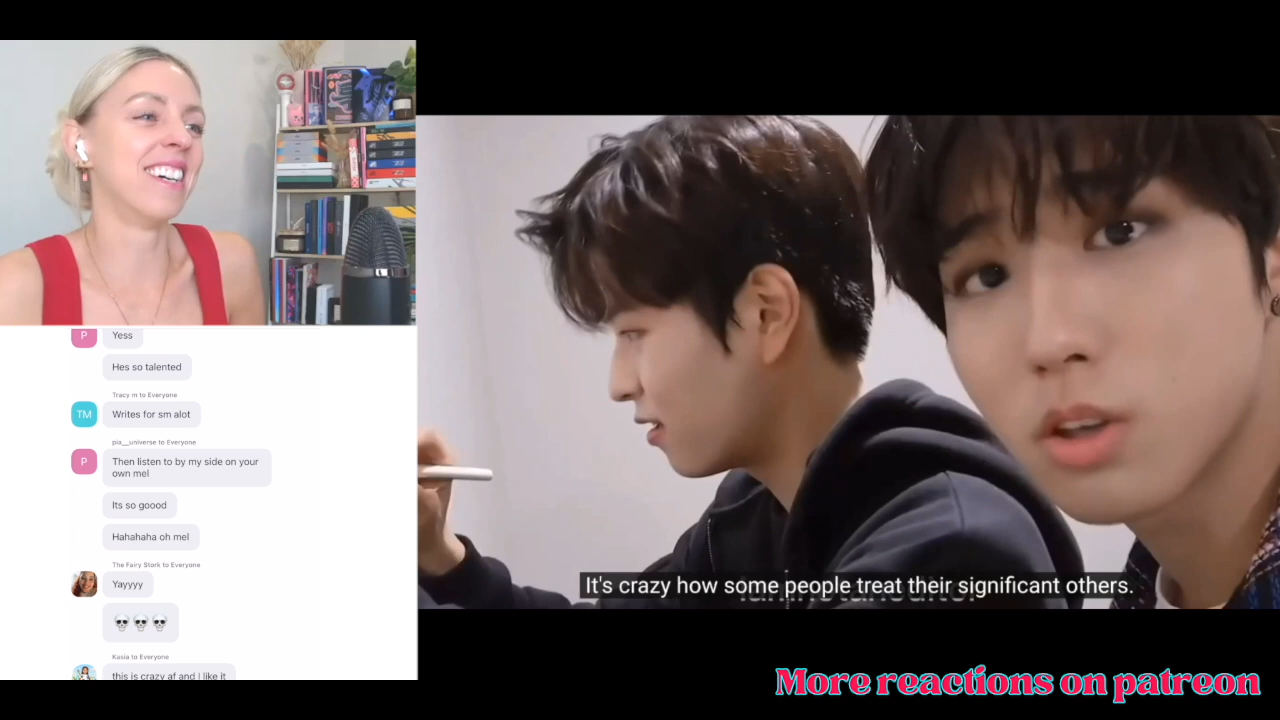 P
Yess
Hes so talented
Tracy m to Everyone
TM
Writes for sm alot
pia__universe to Everyone
P
Then listen to by my side on your
own mel
Its so goood
Hahahaha oh mel
The Fairy Stork to Everyone
Yayyyy
Kasia to Everyone
this is crazy af and I like it
It's crazy how some people treat their significant others.
More reactions on patreon